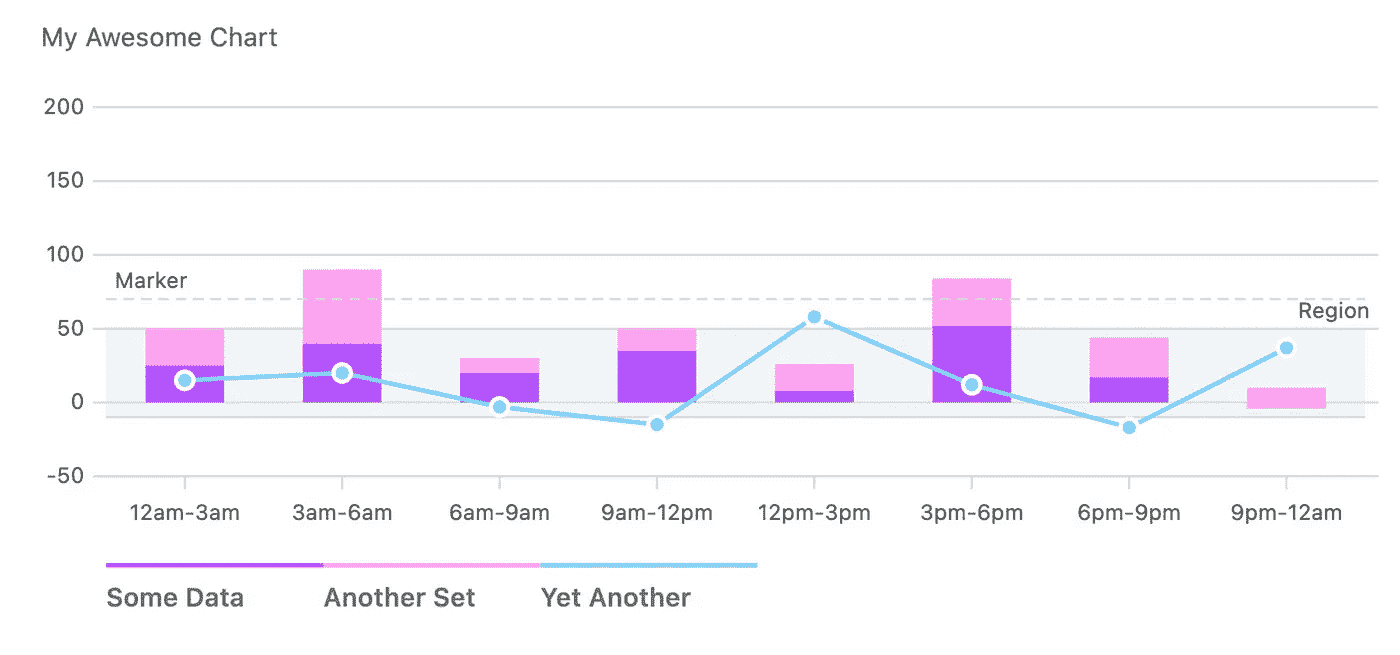 My Awesome Chart
200
150
100
Marker
Region
50
0
-50
12am-3am 3am-6am 6am-9am 9am-12pm 12pm-3pm 3pm-6pm 6pm-9pm 9pm-12am
Some Data Another Set Yet Another